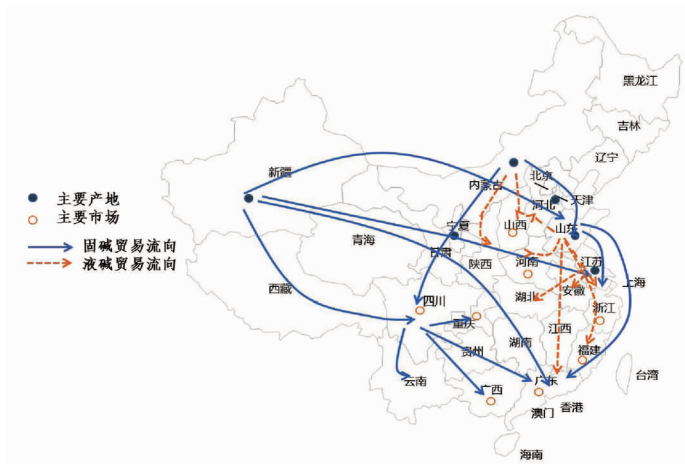 黑龙江
吉林
辽宁
新疆
内蒙古
北京
天津
河北
主要产地
主要市场
固碱贸易流向
液碱贸易流向
宁夏
山西
山东
青海
甘肃
陕西
河南
江苏
西藏
四川
湖北
安徽
上海
浙江
重庆
江西
贵州
湖南
福建
云南
广西
广东
台湾
香港
澳门
海南